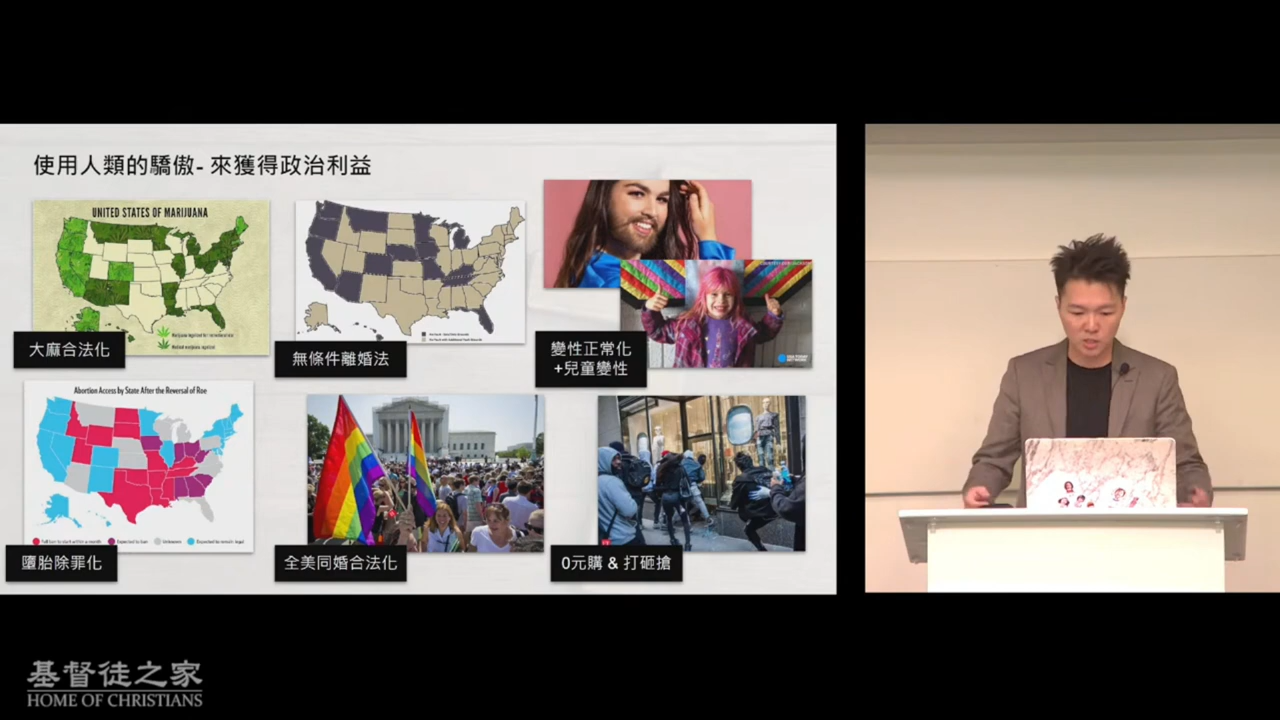 使用人類的驕傲- 來獲得政治利益
UNITED STATES OF MARIJUANA
大麻合法化
無條件離婚法
變性正常化
+兒童變性
Abortion Access by State After the Reversal of Roe
墮胎除罪化
全美同婚合法化
0元購 & 打砸搶
基督徒之家
HOME OF CHRISTIANS